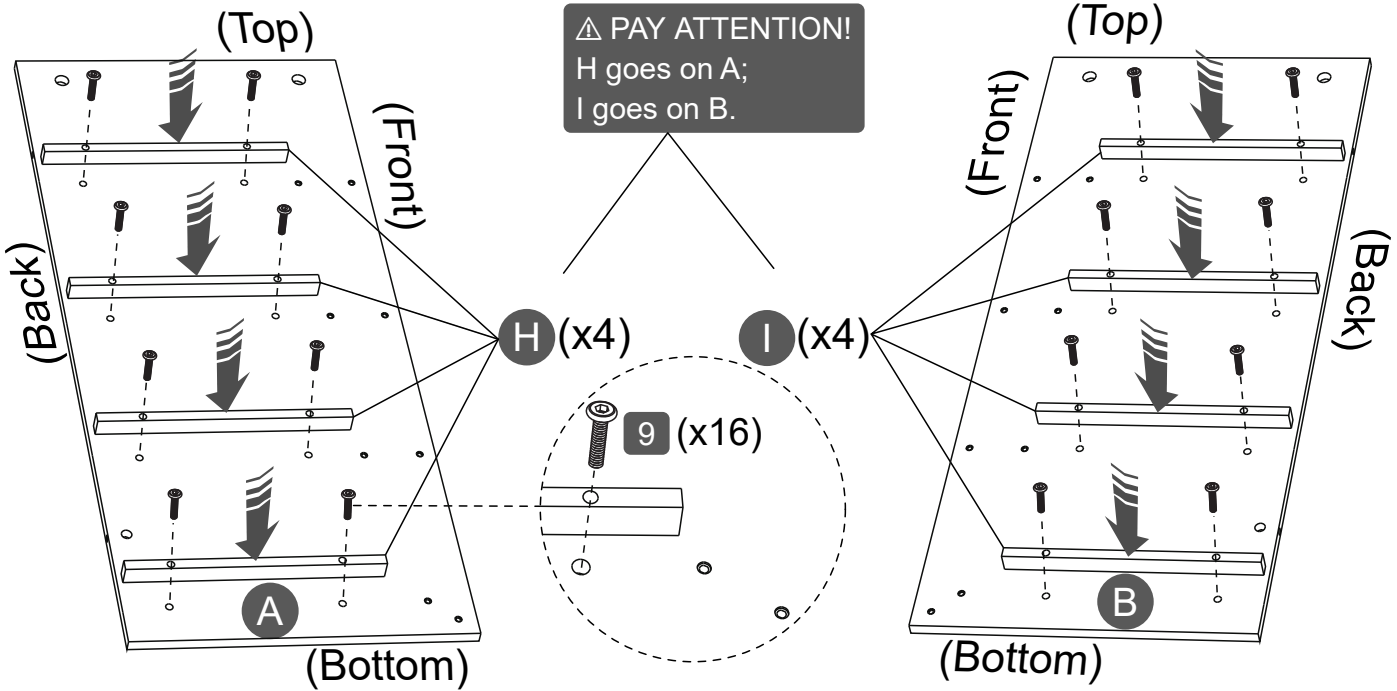 (Top)
(Top)
⚠ PAY ATTENTION!
H goes on A;
I goes on B.
(Front)
(Front)
(Back)
(Back)
H (x4)
I (x4)
9 (x16)
A
B
(Bottom)
(Bottom)